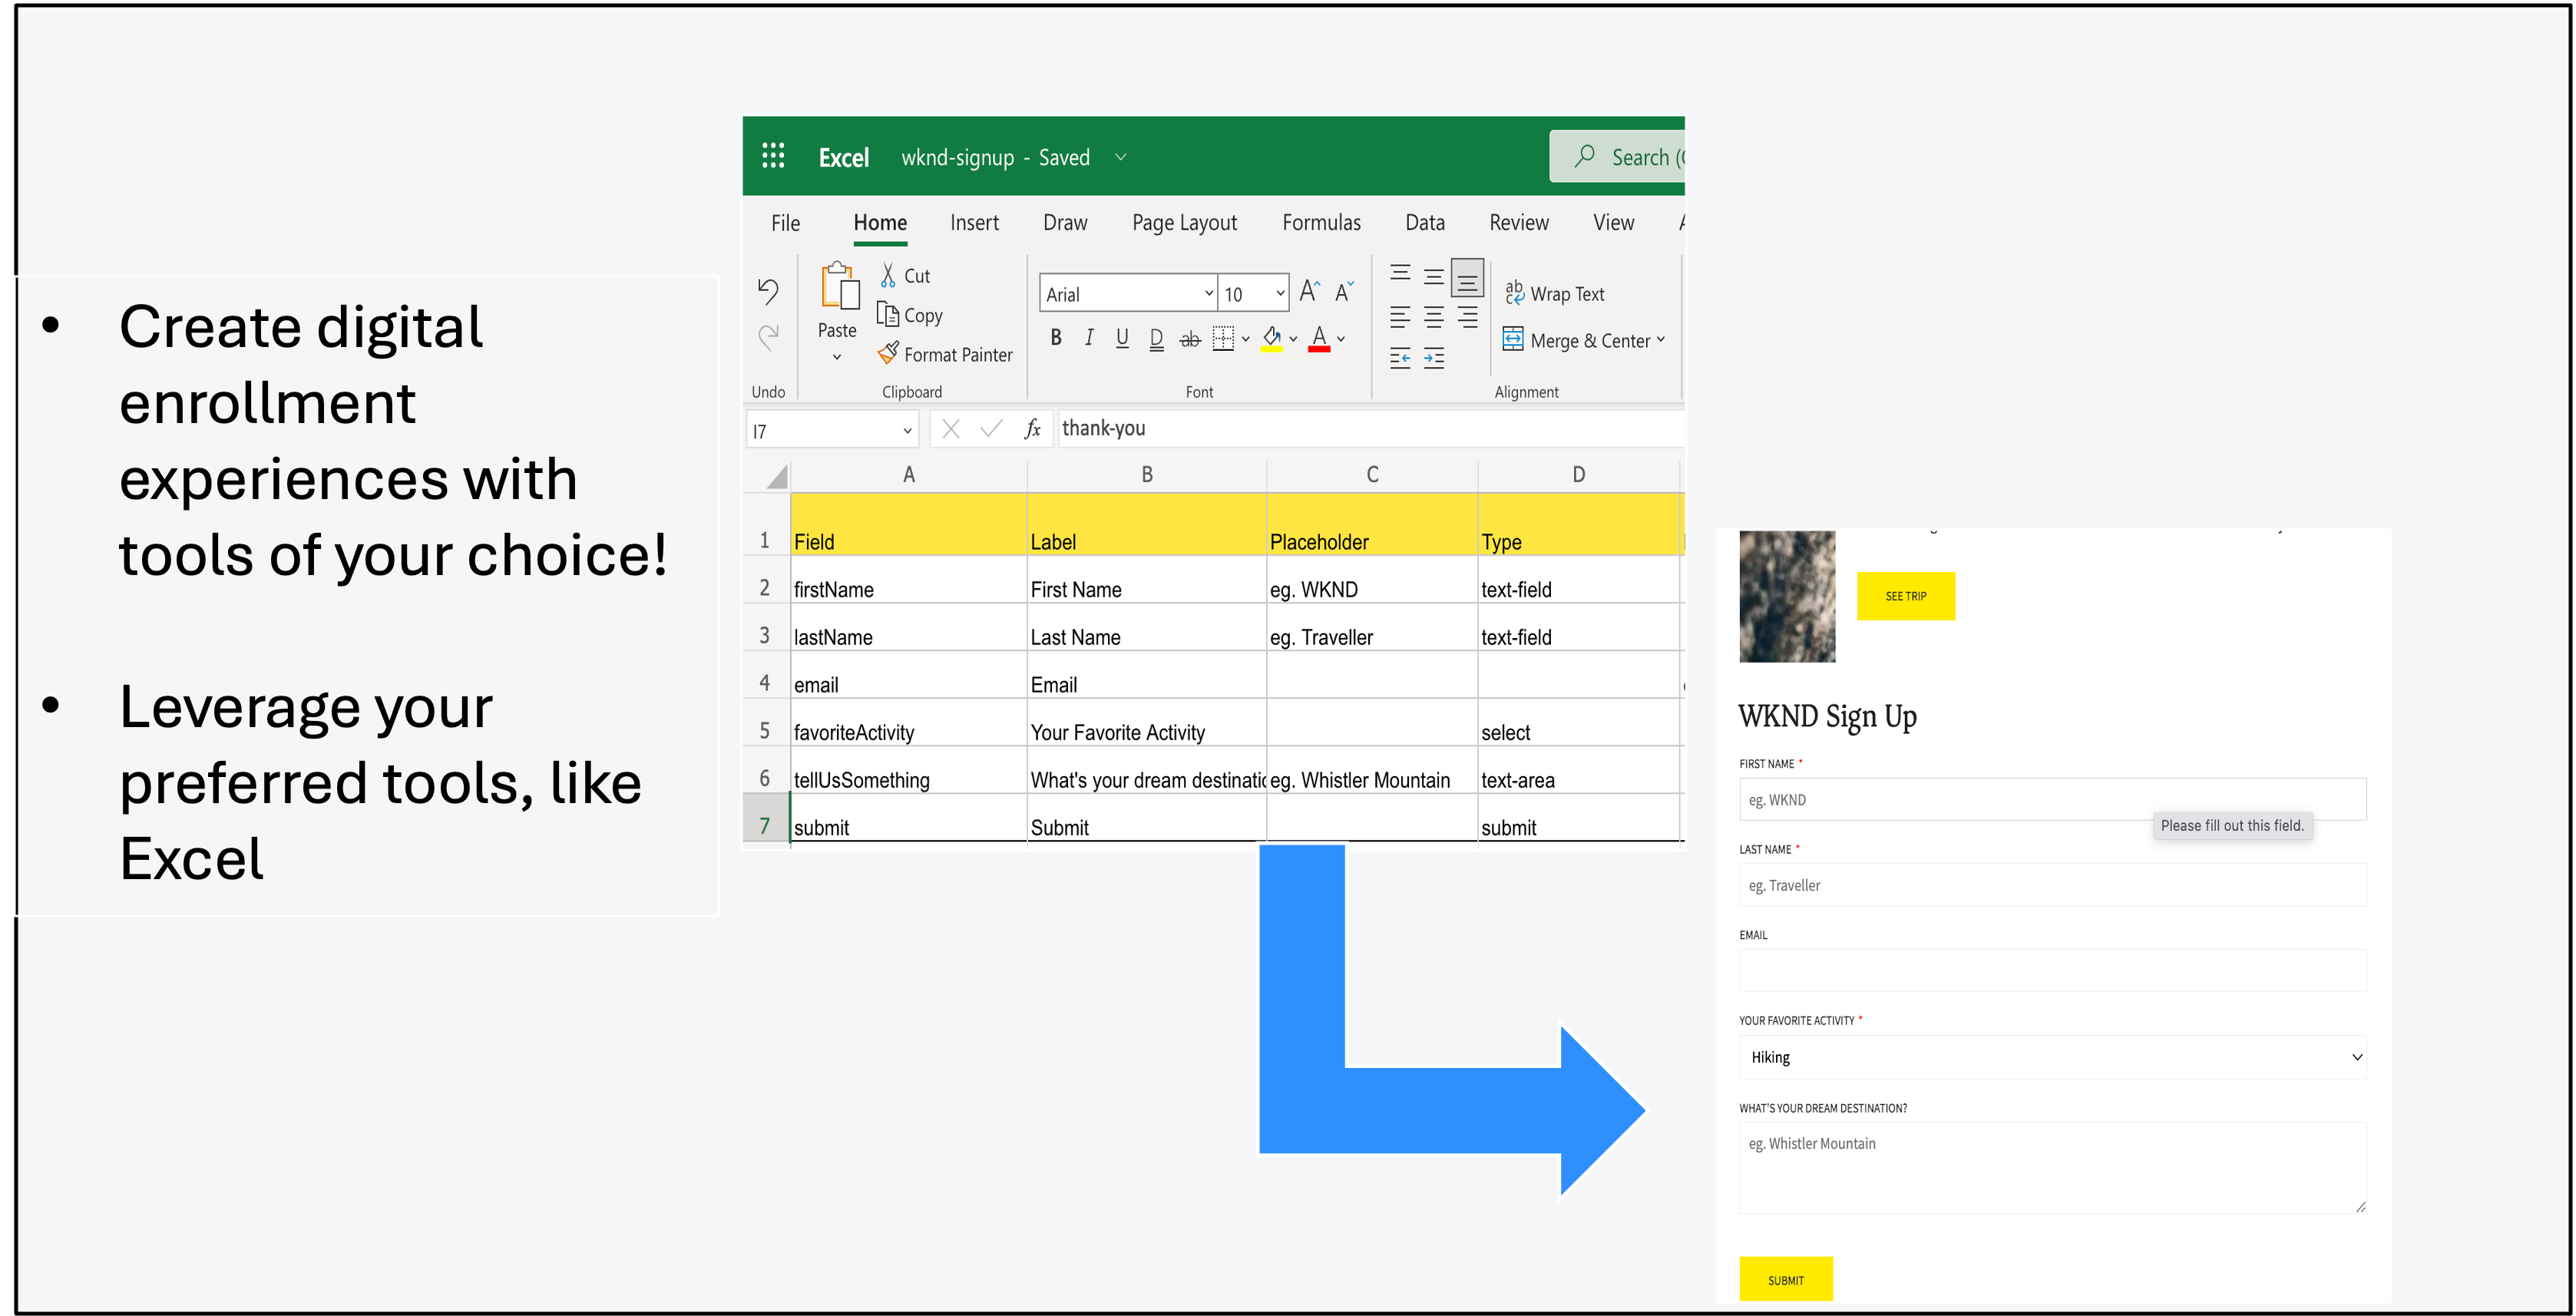 • Create digital
enrollment
experiences with
tools of your choice!
• Leverage your
preferred tools, like
Excel
Excel wknd-signup - Saved Search
File Home Insert Draw Page Layout Formulas Data Review View
Paste Cut
Copy
Format Painter
Arial 10 A^ A˅
B I U D ab A
ab Wrap Text
Merge & Center
Undo Clipboard Font Alignment
I7 fx thank-you
A B C D
1 Field Label Placeholder Type
2 firstName First Name eg. WKND text-field
3 lastName Last Name eg. Traveller text-field
4 email Email
5 favoriteActivity Your Favorite Activity select
6 tellUsSomething What's your dream destinatio eg. Whistler Mountain text-area
7 submit Submit submit
SEE TRIP
WKND Sign Up
FIRST NAME *
eg. WKND
Please fill out this field.
LAST NAME *
eg. Traveller
EMAIL
YOUR FAVORITE ACTIVITY *
Hiking
WHAT'S YOUR DREAM DESTINATION?
eg. Whistler Mountain
SUBMIT